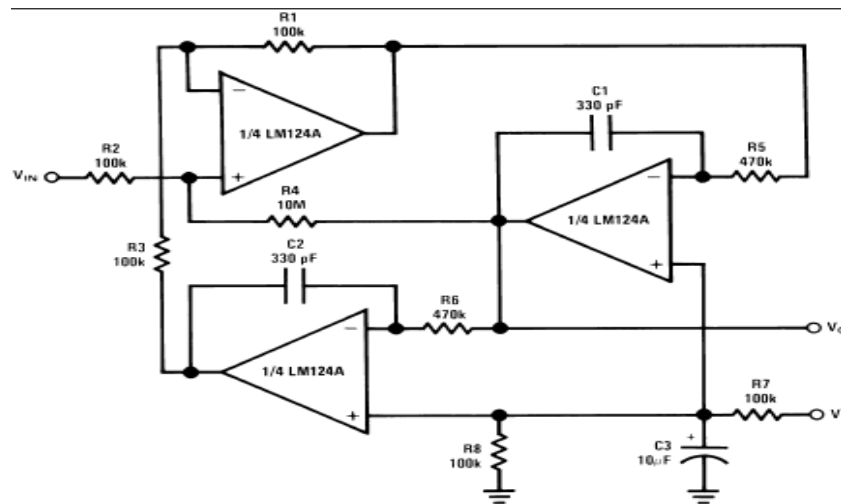 R1
100k
C1
330 pF
1/4 LM124A
R2
100k
R5
470k
VIN
R4
10M
1/4 LM124A
R3
100k
C2
330 pF
R6
470k
1/4 LM124A
R7
100k
V
R8
100k
C3
10μF